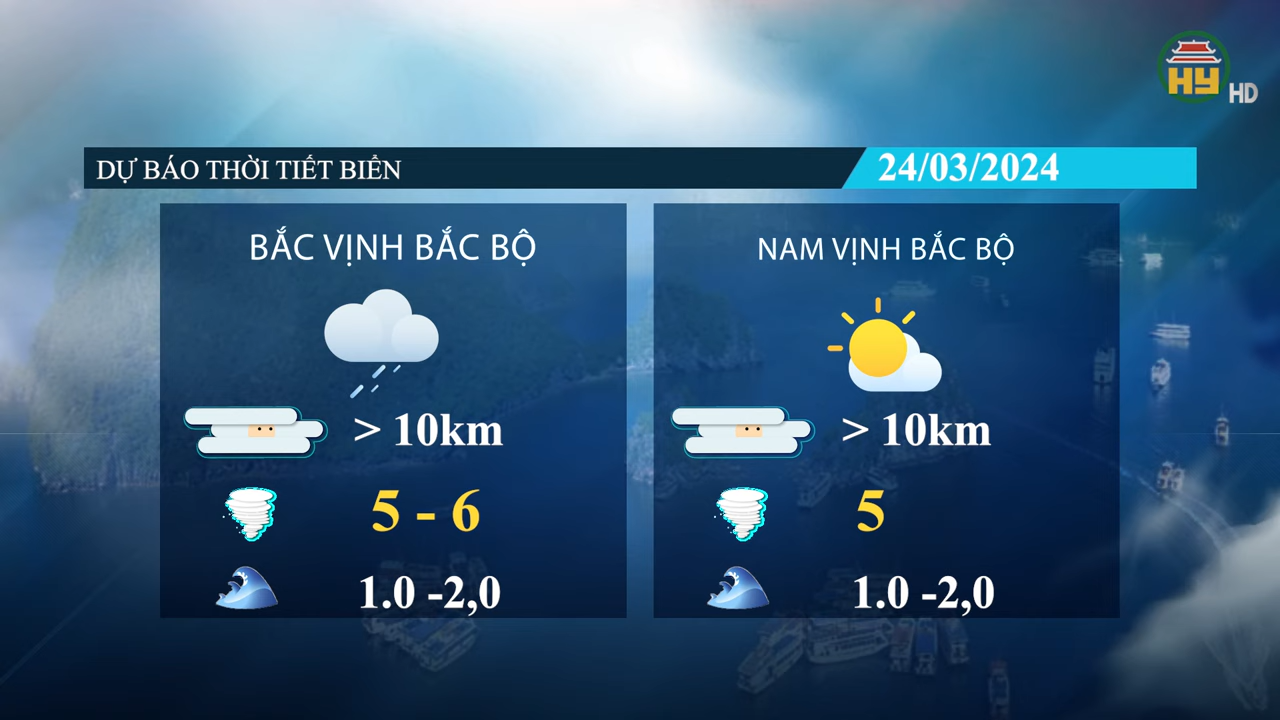 HY HD
DỰ BÁO THỜI TIẾT BIỂN
24/03/2024
BẮC VỊNH BẮC BỘ
> 10km
5 - 6
1.0 -2,0
NAM VỊNH BẮC BỘ
> 10km
5
1.0 -2,0